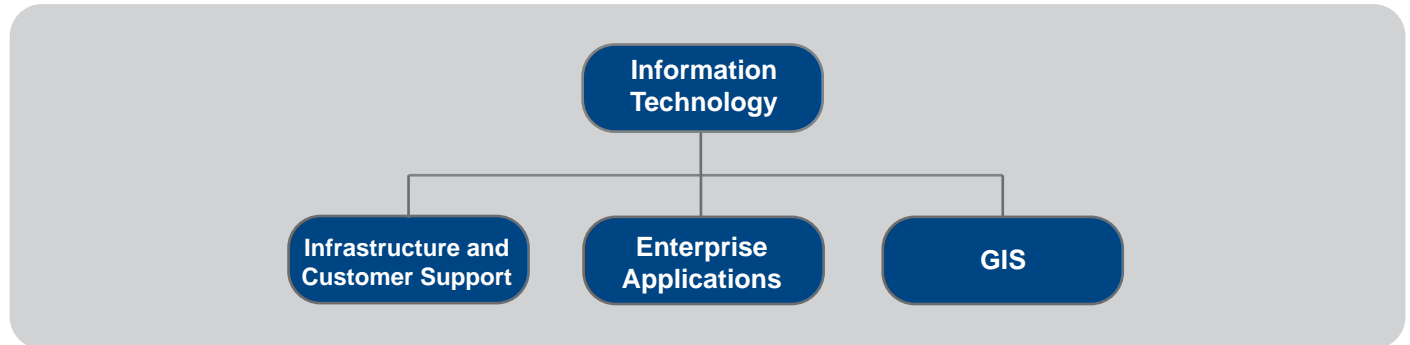 Information
Technology
Infrastructure and
Customer Support
Enterprise
Applications
GIS